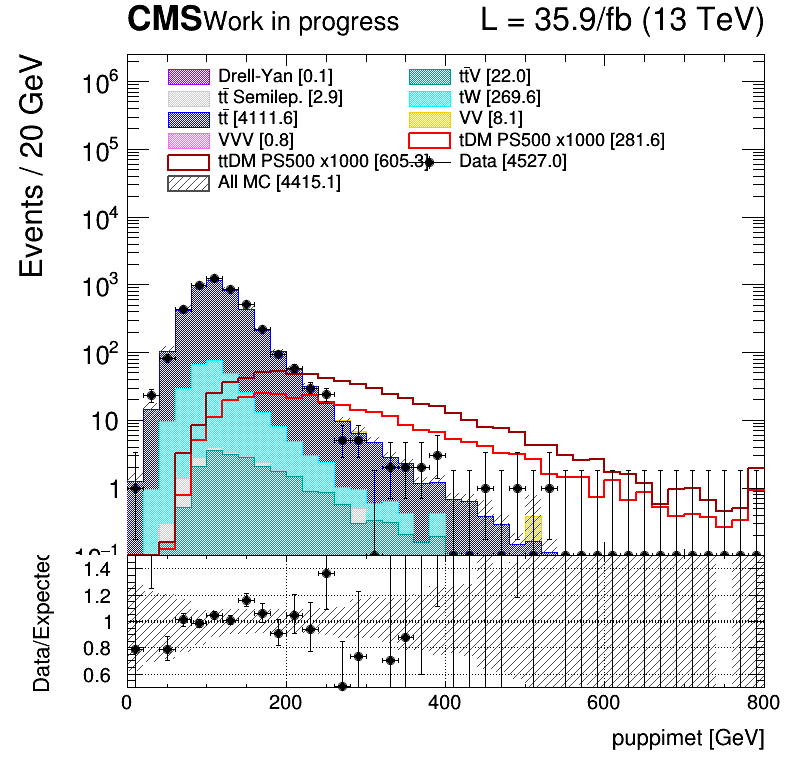 CMS Work in progress L = 35.9/fb (13 TeV)
Events / 20 GeV
Drell-Yan [0.1] tt̄V [22.0]
tt̄ Semilep. [2.9] tW [269.6]
tt̄ [4111.6] VV [8.1]
VVV [0.8] tDM PS500 x1000 [281.6]
ttDM PS500 x1000 [605.3] Data [4527.0]
All MC [4415.1]
10⁶
10⁵
10⁴
10³
10²
10
1
10⁻¹
Data/Expected
1.4
1.2
1
0.8
0.6
0 200 400 600 800
puppimet [GeV]